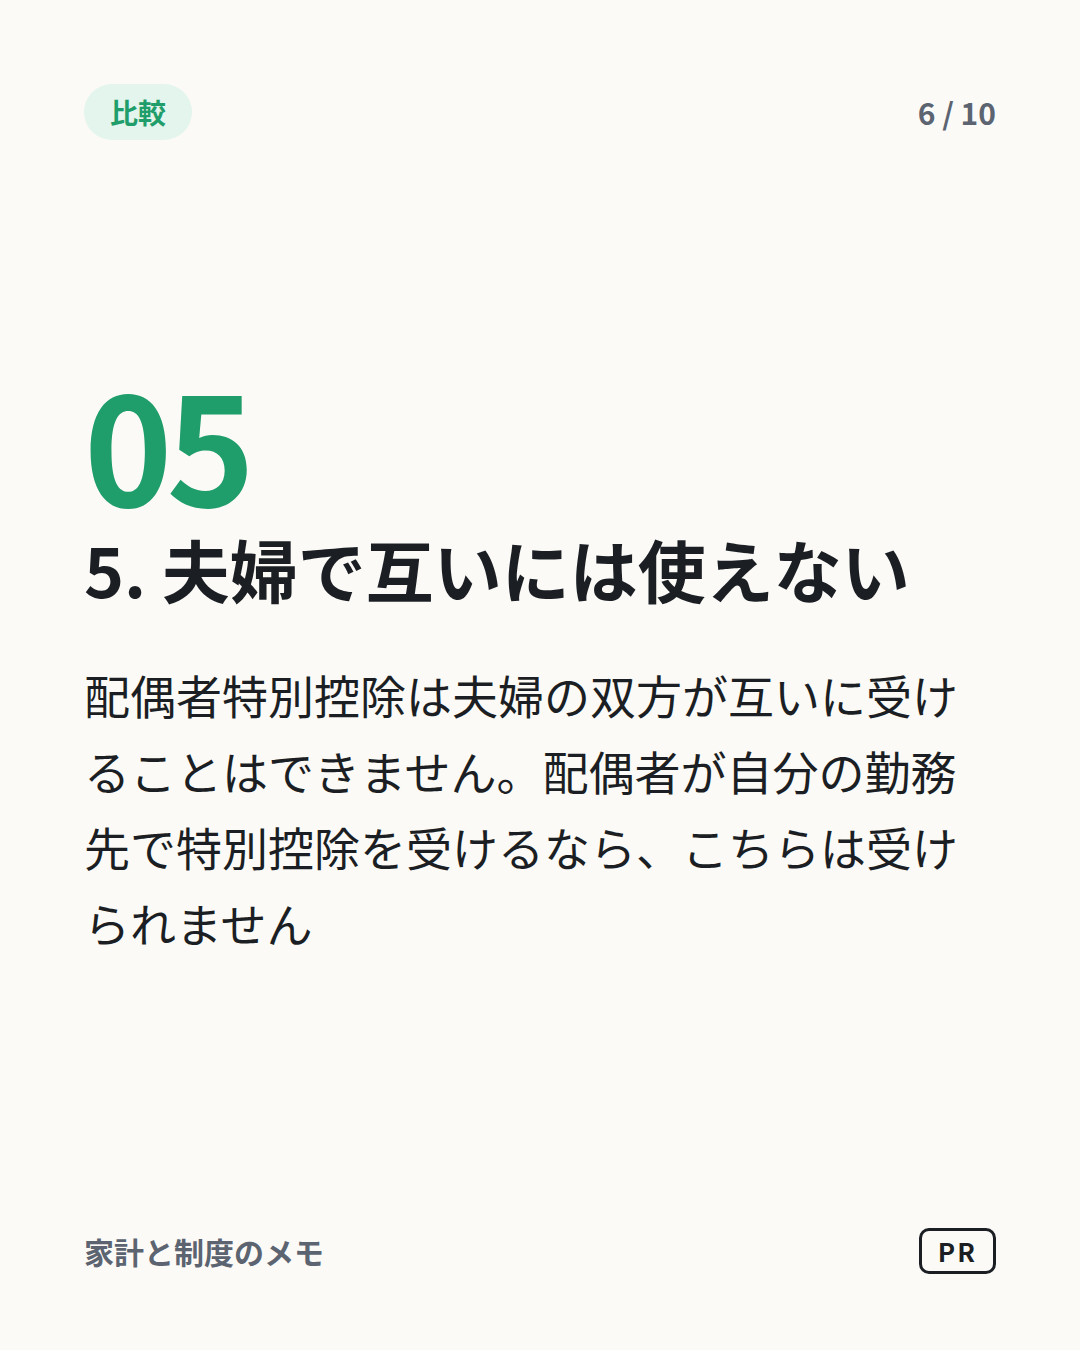 比較
6 / 10
05
5. 夫婦で互いには使えない
配偶者特別控除は夫婦の双方が互いに受け
ることはできません。配偶者が自分の勤務
先で特別控除を受けるなら、こちらは受け
られません
家計と制度のメモ
PR